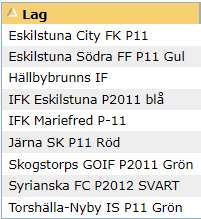 Lag
Eskilstuna City FK P11
Eskilstuna Södra FF P11 Gul
Hällbybrunns IF
IFK Eskilstuna P2011 blå
IFK Mariefred P-11
Järna SK P11 Röd
Skogstorps GOIF P2011 Grön
Syrianska FC P2012 SVART
Torshälla-Nyby IS P11 Grön